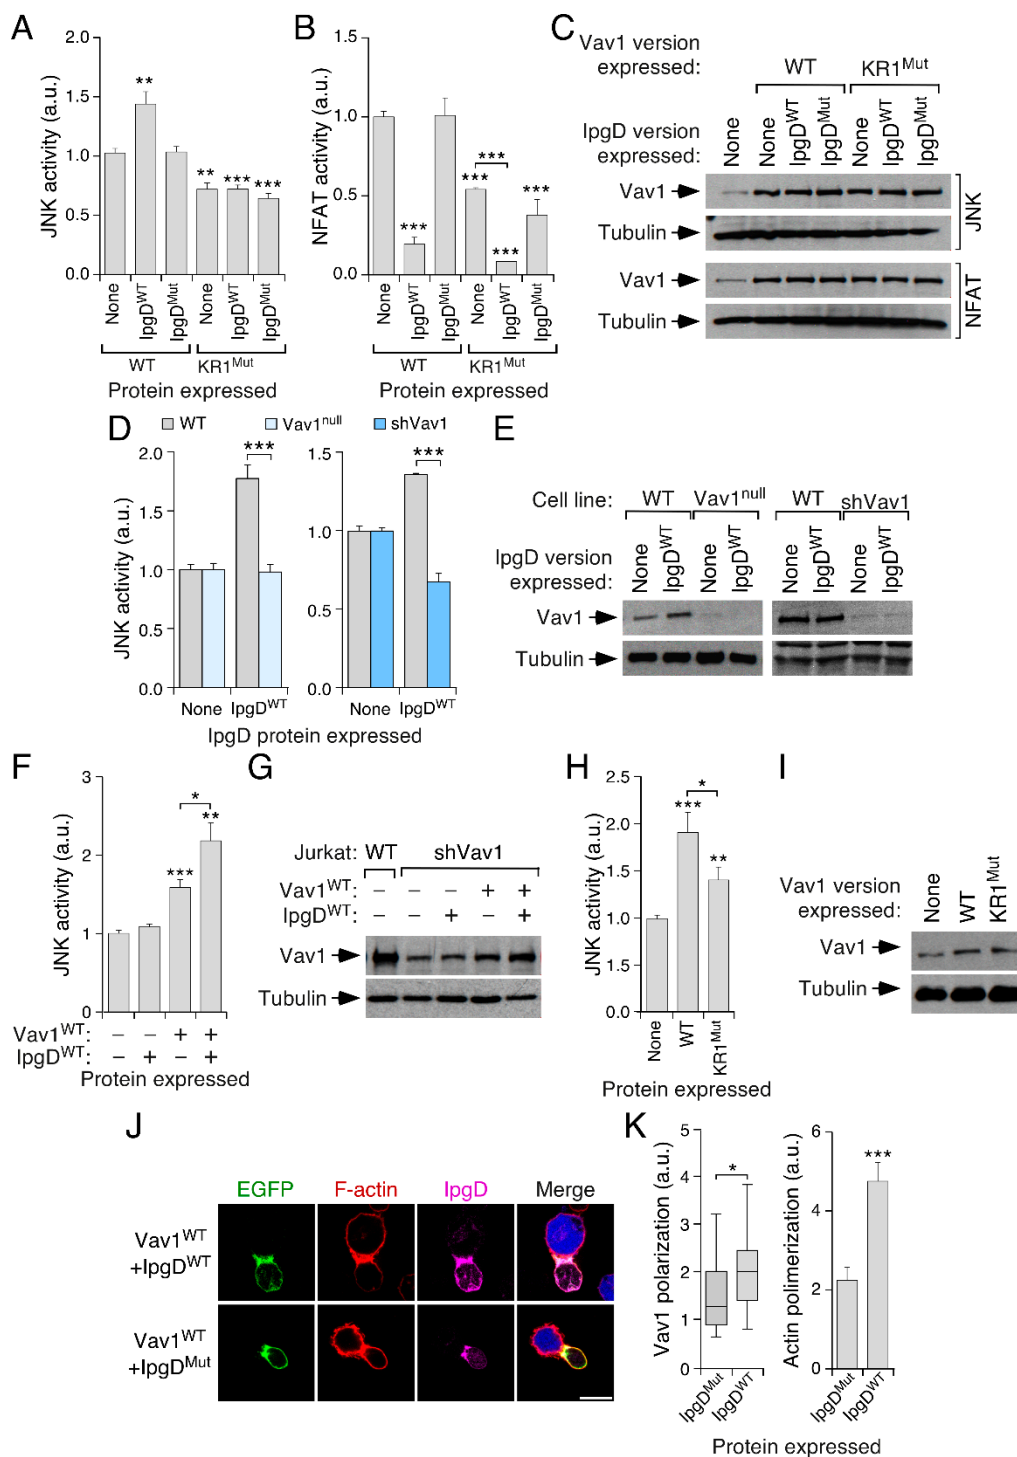 A
JNK activity (a.u.)
2.0
1.5
1.0
0.5
0.0
**
**
***
***
None
IpgDWT
IpgDMut
None
IpgDWT
IpgDMut
WT
KR1Mut
Protein expressed
B
NFAT activity (a.u.)
1.5
1.0
0.5
0.0
***
***
***
***
***
None
IpgDWT
IpgDMut
None
IpgDWT
IpgDMut
WT
KR1Mut
Protein expressed
C
Vav1 version
expressed:
WT
KR1Mut
IpgD version
expressed:
None
None
IpgDWT
IpgDMut
None
IpgDWT
IpgDMut
Vav1
Tubulin
JNK
Vav1
Tubulin
NFAT
D
WT
Vav1null
shVav1
JNK activity (a.u.)
2.0
1.5
1.0
0.5
0.0
***
None
IpgDWT
1.5
1.0
0.5
0.0
***
None
IpgDWT
IpgD protein expressed
E
Cell line:
WT
Vav1null
WT
shVav1
IpgD version
expressed:
None
IpgDWT
None
IpgDWT
None
IpgDWT
None
IpgDWT
Vav1
Tubulin
F
JNK activity (a.u.)
3
2
1
0
***
*
**
Vav1WT: – – + +
IpgDWT: – + – +
Protein expressed
G
Jurkat: WT shVav1
Vav1WT: – – – + +
IpgDWT: – – + – +
Vav1
Tubulin
H
JNK activity (a.u.)
2.5
2.0
1.5
1.0
1.5
0.0
***
*
**
None
WT
KR1Mut
Protein expressed
I
Vav1 version
expressed:
None
WT
KR1Mut
Vav1
Tubulin
J
EGFP
F-actin
IpgD
Merge
Vav1WT
+IpgDWT
Vav1WT
+IpgDMut
K
Vav1 polarization (a.u.)
5
4
3
2
1
0
*
IpgDMut
IpgDWT
Actin polimerization (a.u.)
6
4
2
0
***
IpgDMut
IpgDWT
Protein expressed